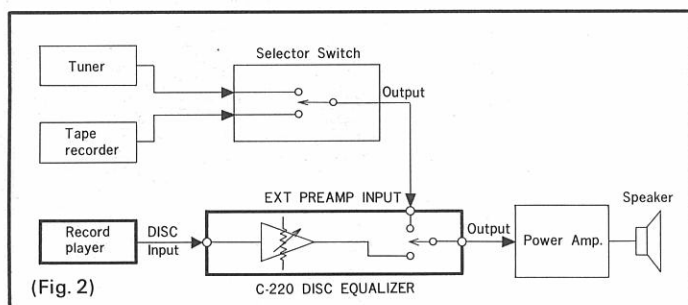 Selector Switch
Tuner
Output
Tape
recorder
EXT PREAMP INPUT
Speaker
Record
player
DISC
Input
Output
Power Amp.
(Fig. 2)
C-220 DISC EQUALIZER